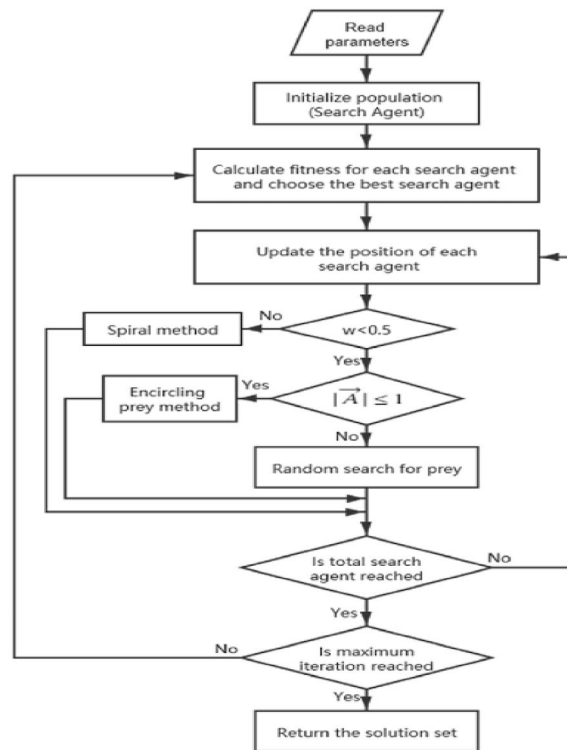 Read
parameters
Initialize population
(Search Agent)
Calculate fitness for each search agent
and choose the best search agent
Update the position of each
search agent
No
Spiral method
w<0.5
Yes
Encircling
prey method
Yes
|\vec{A}| ≤ 1
No
Random search for prey
Is total search
agent reached
No
Yes
No
Is maximum
iteration reached
Yes
Return the solution set